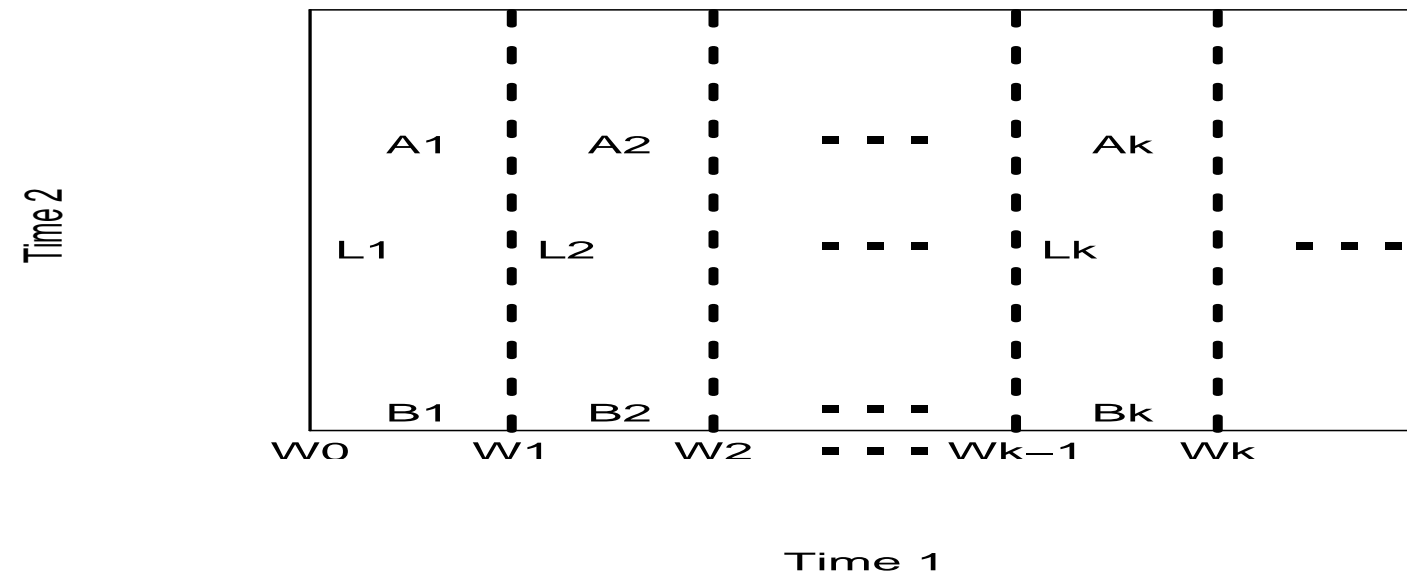 A1 A2 - - - Ak
Time 2
L1 L2 - - - Lk - - -
B1 B2 - - - Bk
W0 W1 W2 - - - Wk−1 Wk
Time 1